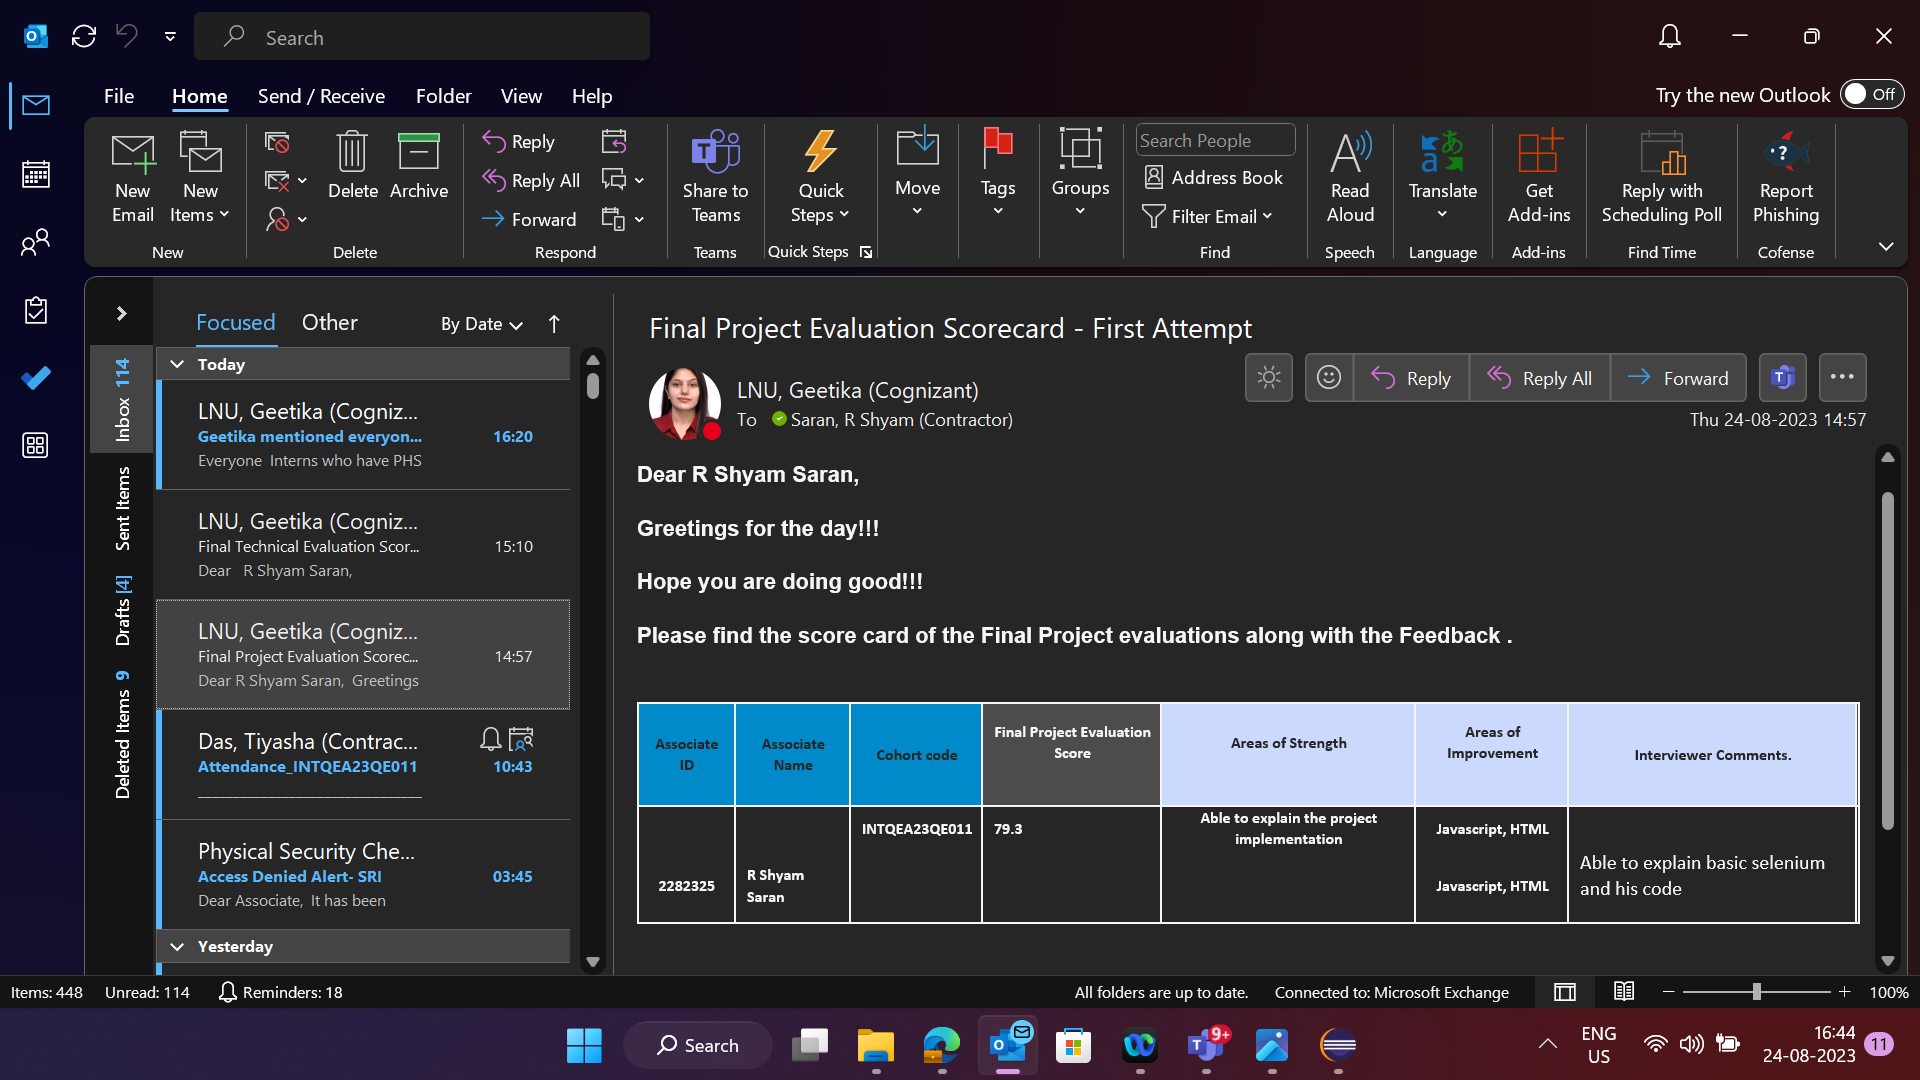 Search
File
Home
Send / Receive
Folder
View
Help
Try the new Outlook
Off
New
Email
New
Items
New
Delete
Archive
Delete
Reply
Reply All
Forward
Respond
Share to
Teams
Teams
Quick
Steps
Quick Steps
Move
Tags
Groups
Search People
Address Book
Filter Email
Find
Read
Aloud
Speech
Translate
Language
Get
Add-ins
Add-ins
Reply with
Scheduling Poll
Find Time
Report
Phishing
Cofense
Inbox 114
Sent Items
Drafts [4]
Deleted Items 9
Focused
Other
By Date
Today
LNU, Geetika (Cogniz...
Geetika mentioned everyon... 16:20
Everyone Interns who have PHS
LNU, Geetika (Cogniz...
Final Technical Evaluation Scor... 15:10
Dear R Shyam Saran,
LNU, Geetika (Cogniz...
Final Project Evaluation Scorec... 14:57
Dear R Shyam Saran, Greetings
Das, Tiyasha (Contrac...
Attendance_INTQEA23QE011 10:43
________________________________
Physical Security Che...
Access Denied Alert- SRI 03:45
Dear Associate, It has been
Yesterday
Final Project Evaluation Scorecard - First Attempt
LNU, Geetika (Cognizant)
To Saran, R Shyam (Contractor)
Reply
Reply All
Forward
Thu 24-08-2023 14:57
Dear R Shyam Saran,
Greetings for the day!!!
Hope you are doing good!!!
Please find the score card of the Final Project evaluations along with the Feedback .
Associate
ID
Associate
Name
Cohort code
Final Project Evaluation
Score
Areas of Strength
Areas of
Improvement
Interviewer Comments.
2282325
R Shyam
Saran
INTQEA23QE011
79.3
Able to explain the project
implementation
Javascript, HTML
Javascript, HTML
Able to explain basic selenium
and his code
Items: 448
Unread: 114
Reminders: 18
All folders are up to date.
Connected to: Microsoft Exchange
100%
Search
9+
ENG
US
16:44
24-08-2023
11